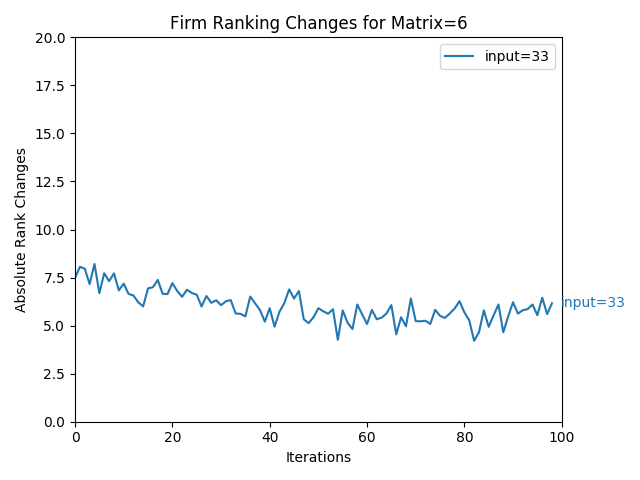 Firm Ranking Changes for Matrix=6
20.0
17.5
15.0
12.5
10.0
7.5
5.0
2.5
0.0
Absolute Rank Changes
input=33
input=33
0 20 40 60 80 100
Iterations